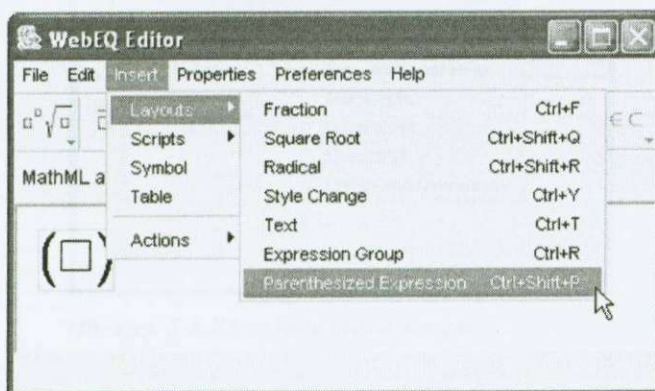 WebEQ Editor
File Edit Insert Properties Preferences Help
Layouts
Scripts
Symbol
Table
Actions
Fraction Ctrl+F
Square Root Ctrl+Shift+Q
Radical Ctrl+Shift+R
Style Change Ctrl+Y
Text Ctrl+T
Expression Group Ctrl+R
Parenthesized Expression Ctrl+Shift+P
MathML a
(□)